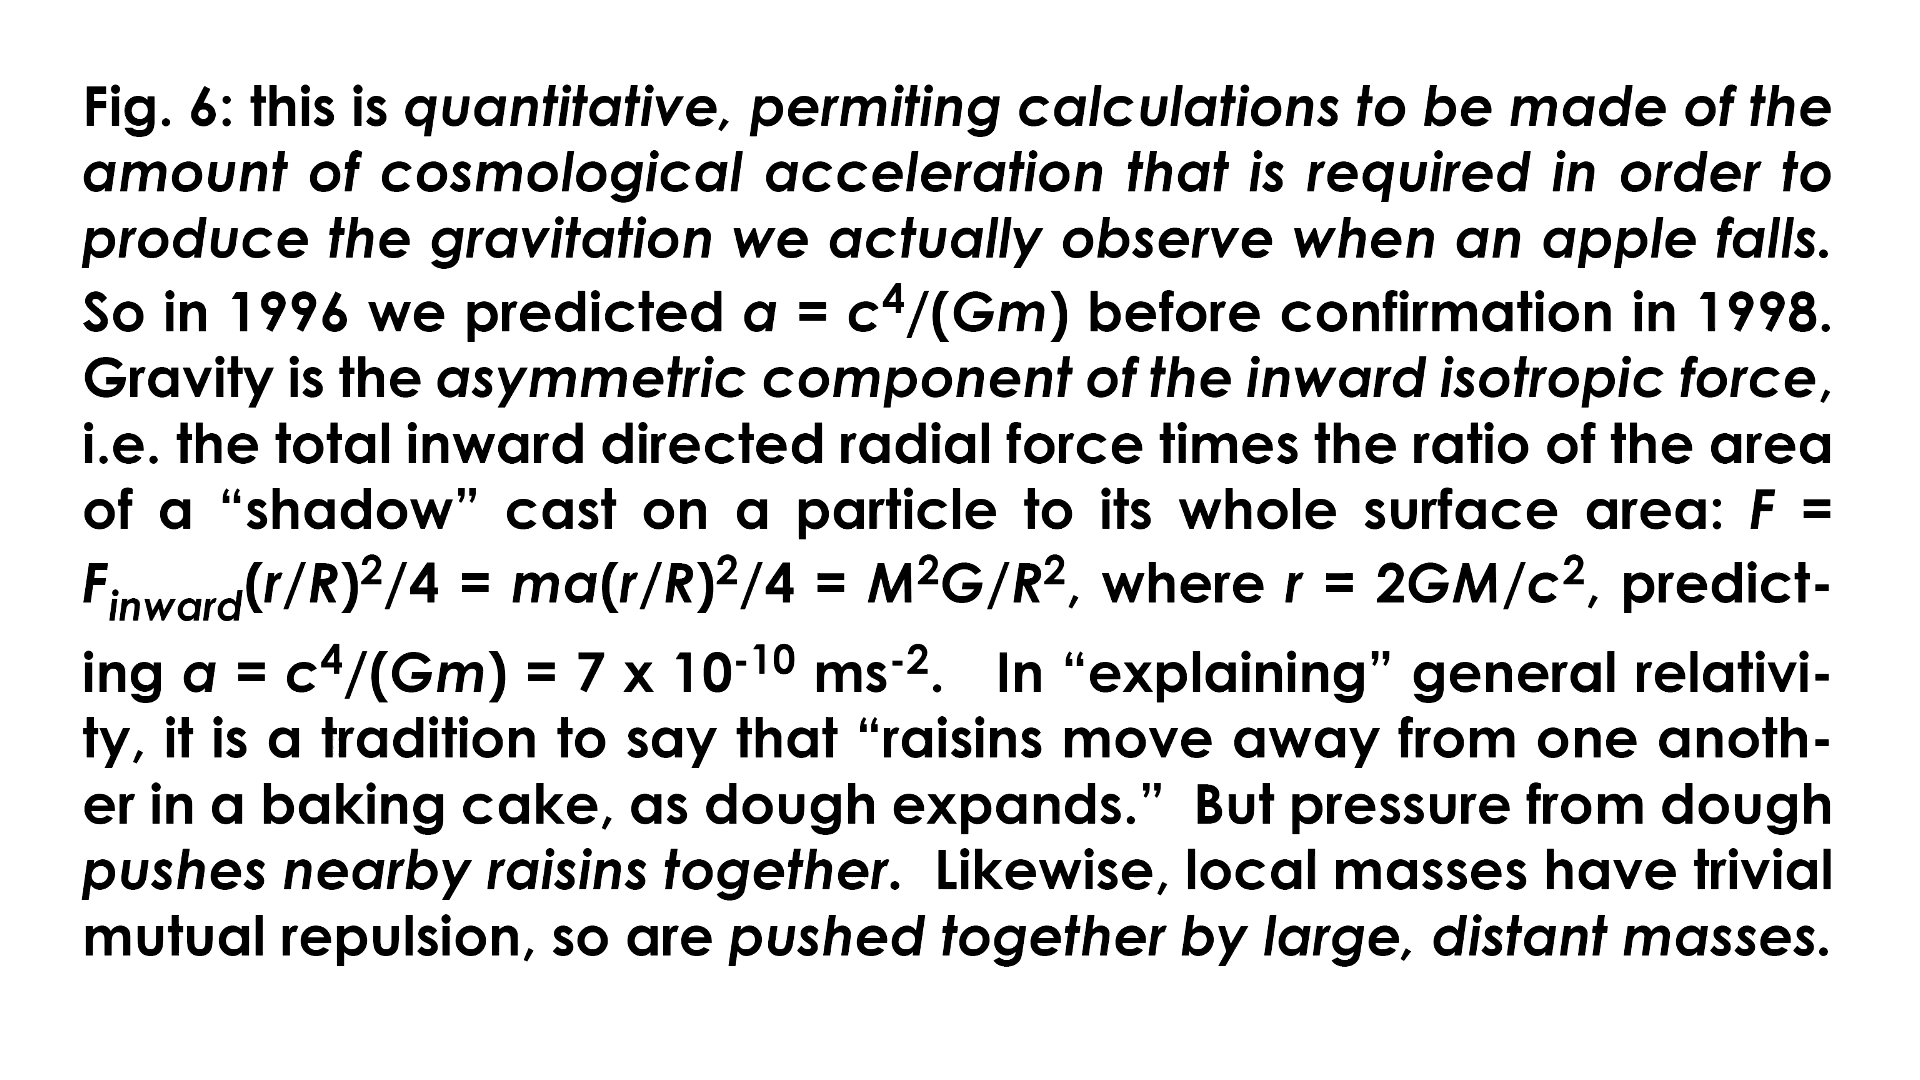 Fig. 6: this is quantitative, permiting calculations to be made of the
amount of cosmological acceleration that is required in order to
produce the gravitation we actually observe when an apple falls.
So in 1996 we predicted a = c⁴/(Gm) before confirmation in 1998.
Gravity is the asymmetric component of the inward isotropic force,
i.e. the total inward directed radial force times the ratio of the area
of a “shadow” cast on a particle to its whole surface area: F =
F_inward(r/R)²/4 = ma(r/R)²/4 = M²G/R², where r = 2GM/c², predict-
ing a = c⁴/(Gm) = 7 x 10⁻¹⁰ ms⁻². In “explaining” general relativi-
ty, it is a tradition to say that “raisins move away from one anoth-
er in a baking cake, as dough expands.” But pressure from dough
pushes nearby raisins together. Likewise, local masses have trivial
mutual repulsion, so are pushed together by large, distant masses.